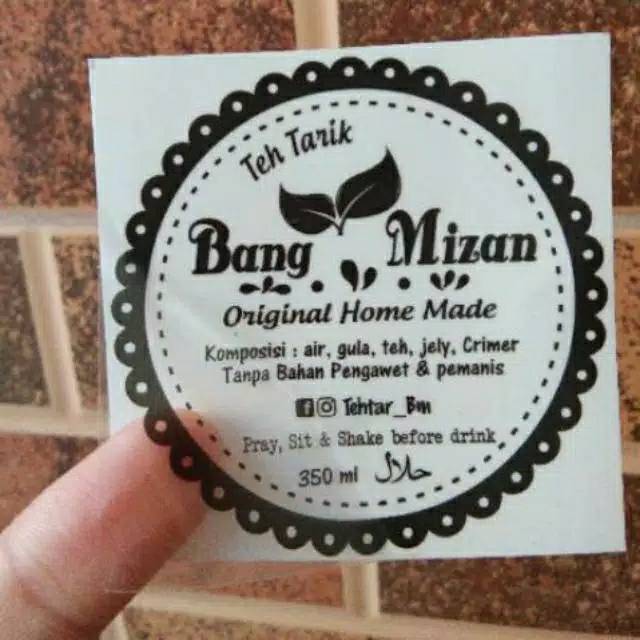 Teh Tarik
Bang Mizan
Original Home Made
Komposisi : air, gula, teh, jely, Crimer
Tanpa Bahan Pengawet & pemanis
Tehtar_Bm
Pray, Sit & Shake before drink
350 ml حلال